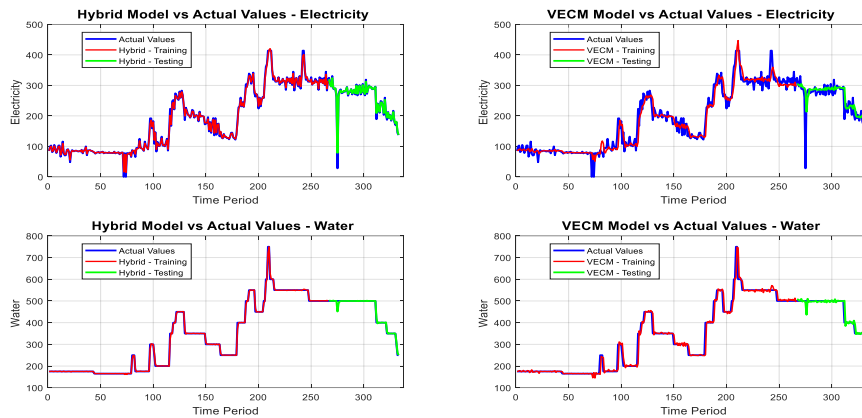 Hybrid Model vs Actual Values - Electricity
500
400
300
200
100
0
Electricity
Actual Values
Hybrid - Training
Hybrid - Testing
0 50 100 150 200 250 300
Time Period
VECM Model vs Actual Values - Electricity
500
400
300
200
100
0
Electricity
Actual Values
VECM - Training
VECM - Testing
0 50 100 150 200 250 300
Time Period
Hybrid Model vs Actual Values - Water
800
700
600
500
400
300
200
100
Water
Actual Values
Hybrid - Training
Hybrid - Testing
0 50 100 150 200 250 300
Time Period
VECM Model vs Actual Values - Water
800
700
600
500
400
300
200
100
Water
Actual Values
VECM - Training
VECM - Testing
0 50 100 150 200 250 300
Time Period